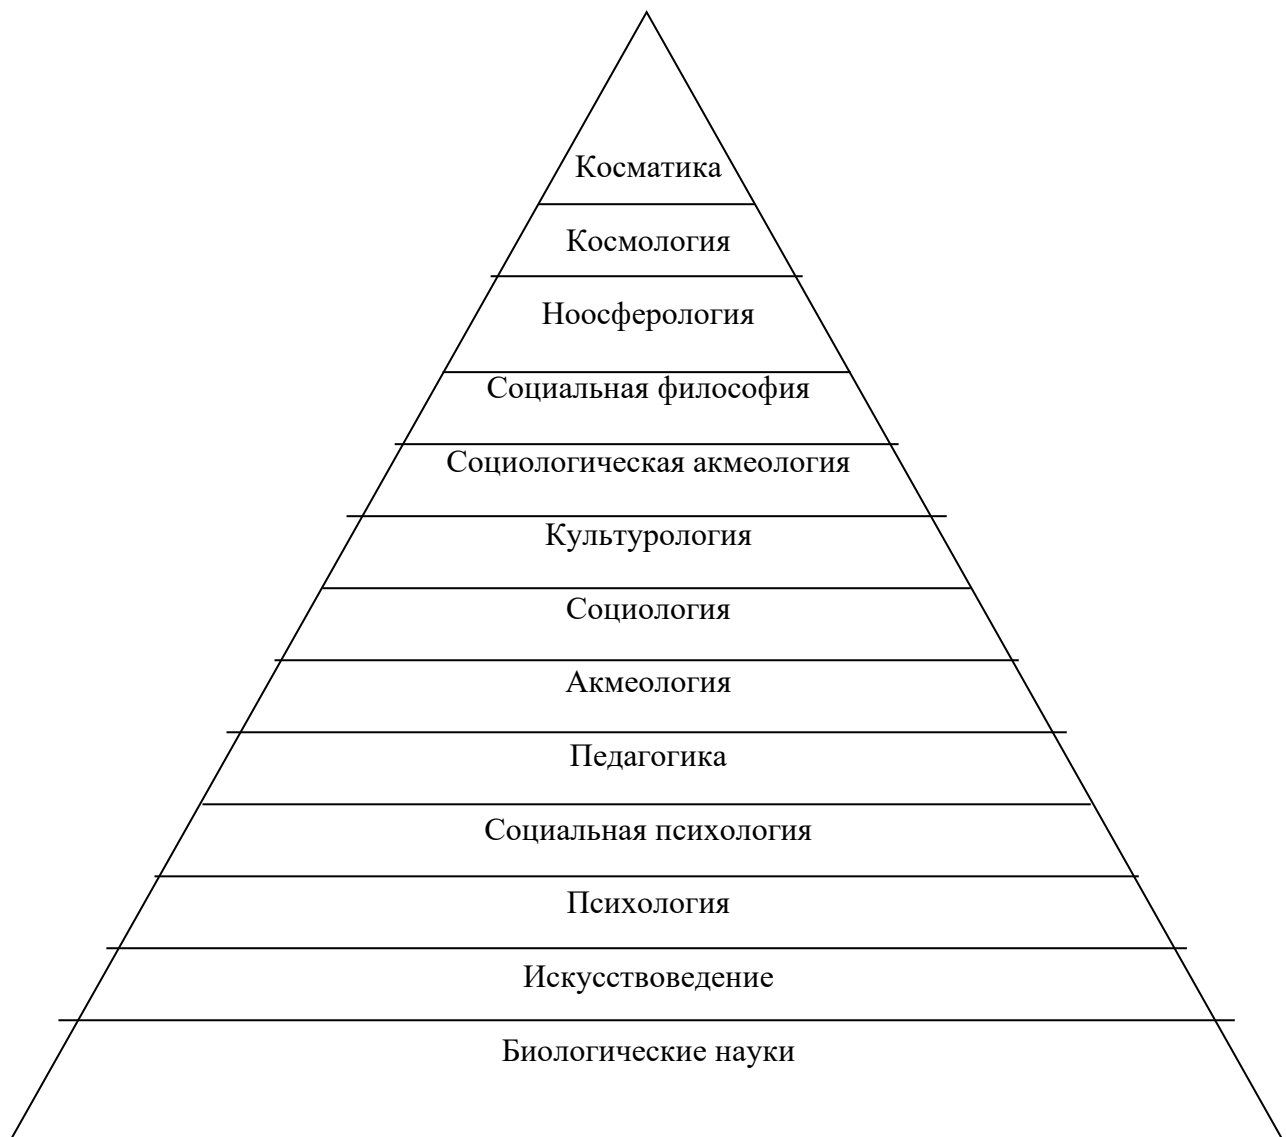 Косматика
Космология
Ноосферология
Социальная философия
Социологическая акмеология
Культурология
Социология
Акмеология
Педагогика
Социальная психология
Психология
Искусствоведение
Биологические науки